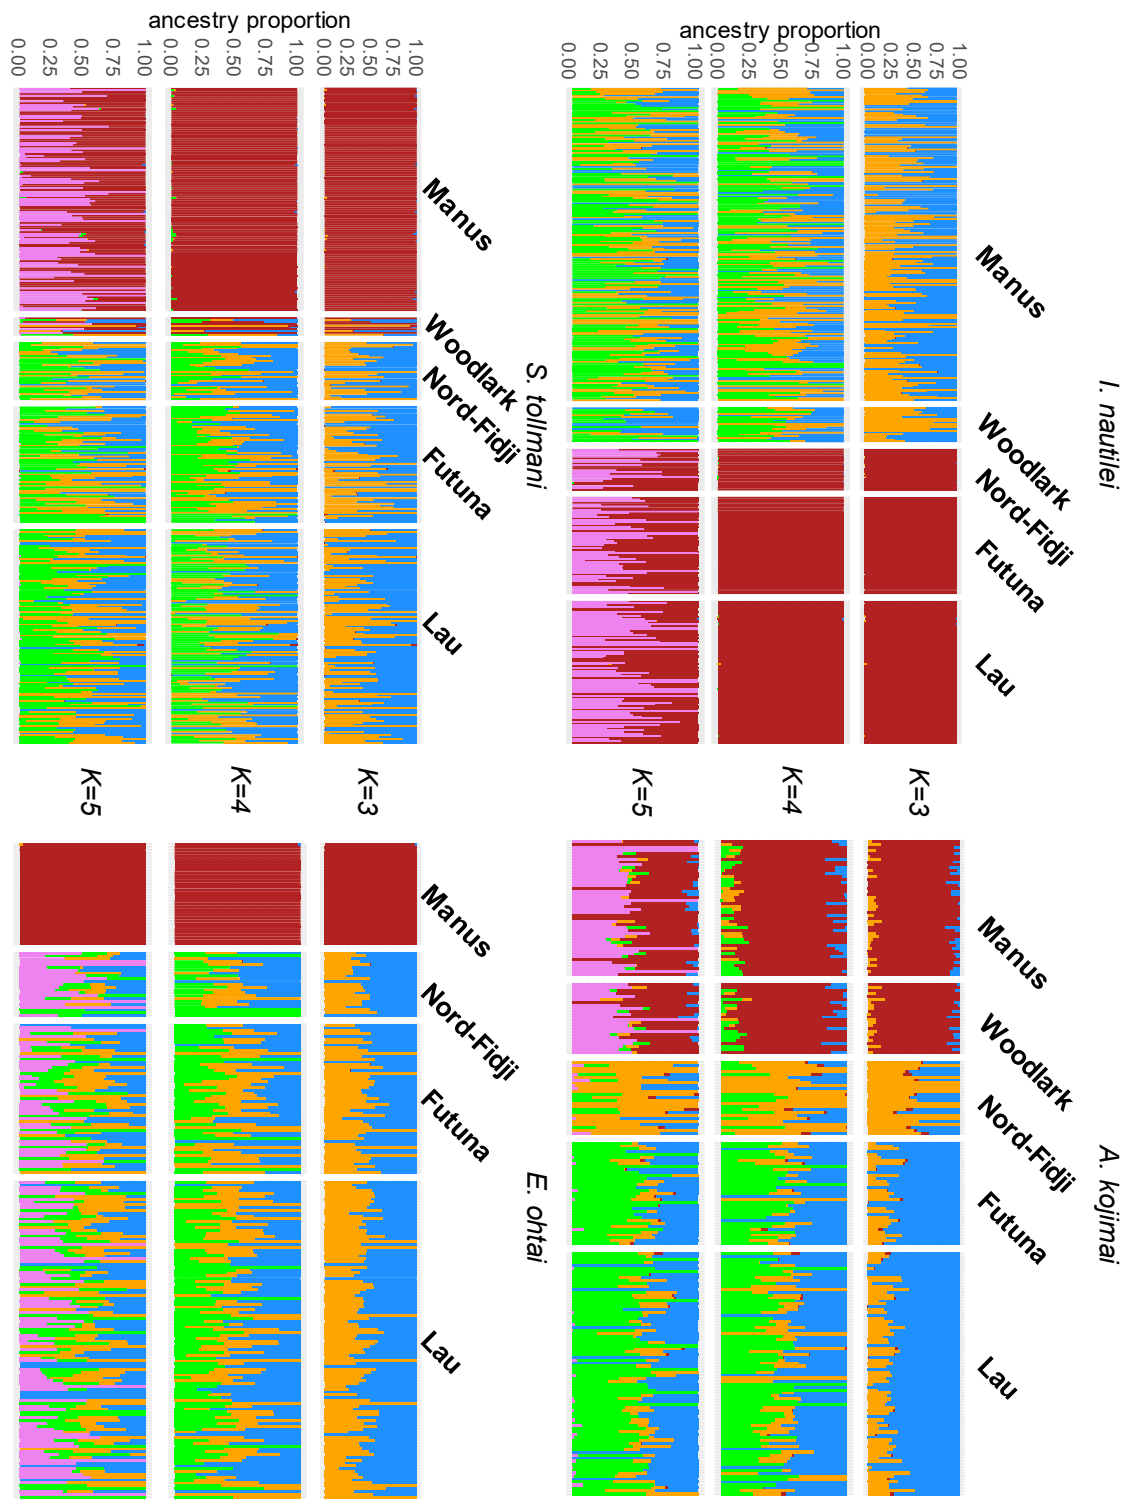 ancestry proportion
0.00 0.25 0.50 0.75 1.00
0.00 0.25 0.50 0.75 1.00
0.00 0.25 0.50 0.75 1.00
Manus
Woodlark
Nord-Fidji
Futuna
Lau
S. tollmani
ancestry proportion
0.00 0.25 0.50 0.75 1.00
0.00 0.25 0.50 0.75 1.00
0.00 0.25 0.50 0.75 1.00
Manus
Woodlark
Nord-Fidji
Futuna
Lau
I. nautilei
K=5
K=4
K=3
K=5
K=4
K=3
Manus
Nord-Fidji
Futuna
Lau
E. ohtai
Manus
Woodlark
Nord-Fidji
Futuna
Lau
A. kojimai